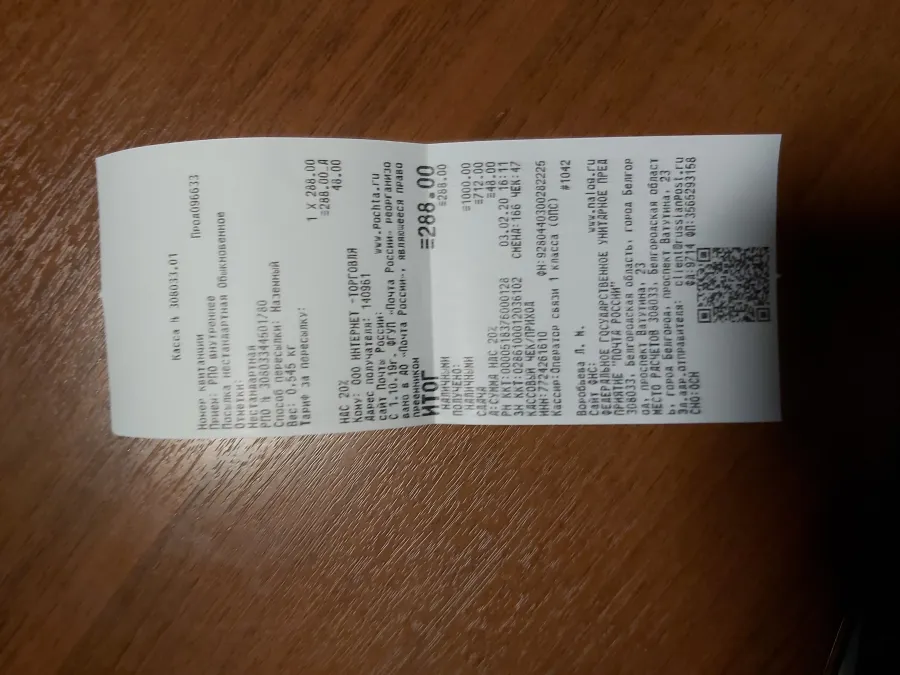 Касса N 308033.01
Номер квитанции Прод096633
Прием: РПО внутреннее
Посылка нестандартная Обыкновенное
Отметки:
Нестандартная
РПО N 30803344501780
Способ пересылки: Наземный
Вес: 0.545 кг
Тариф за пересылку:
1 X 288.00
≡288.00_А
НДС 20% 48.00
Кому: ООО ИНТЕРНЕТ -ТОРГОВЛЯ
Адрес получателя: 140961
сайт Почты России: www.Pochta.ru
С 1.10.19г. ФГУП «Почта России» реорганизо
вано в АО «Почта России», являющееся право
преемником
ИТОГ ≡288.00
НАЛИЧНЫМИ ≡288.00
ПОЛУЧЕНО:
НАЛИЧНЫМИ ≡1000.00
СДАЧА ≡712.00
А:СУММА НДС 20% ≡48.00
РН ККТ:0000518376000128 03.02.20 16:11
ЗН ККТ:0286100012036102 СМЕНА:166 ЧЕК:47
КАССОВЫЙ ЧЕК/ПРИХОД
ИНН:7724261610 ФН:9280440300282225
Кассир:Оператор связи 1 класса (ОПС) #1042
Воробьева Л. М.
Сайт ФНС: www.nalog.ru
ФЕДЕРАЛЬНОЕ ГОСУДАРСТВЕННОЕ УНИТАРНОЕ ПРЕД
ПРИЯТИЕ "ПОЧТА РОССИИ"
308033, Белгородская область, город Белгор
од, проспект Ватутина, 23
МЕСТО РАСЧЕТОВ 308033, Белгородская област
ь, город Белгород, проспект Ватутина, 23
Эл.адр.отправителя: client@russianpost.ru
СНО:ОСН ФД:9714 ФП:3565293158